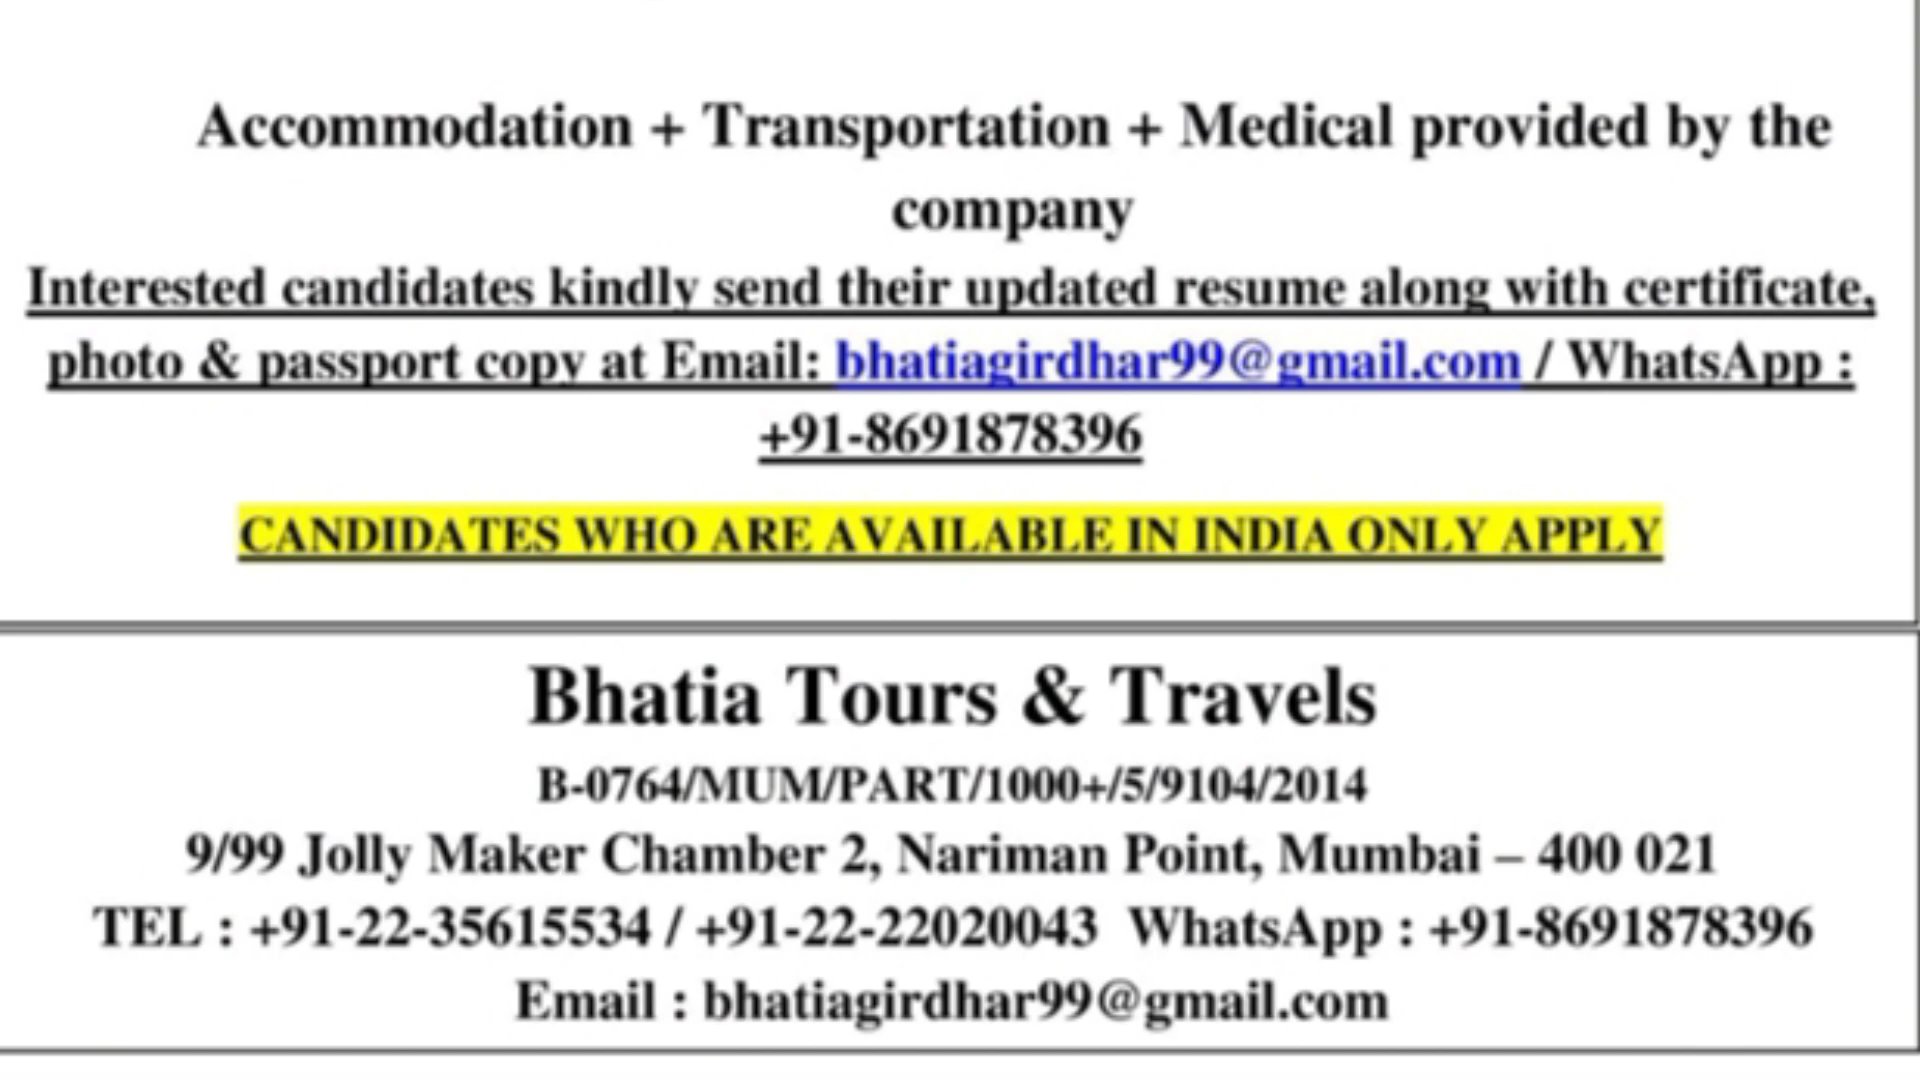 Accommodation + Transportation + Medical provided by the
company
Interested candidates kindly send their updated resume along with certificate,
photo & passport copy at Email: bhatiagirdhar99@gmail.com / WhatsApp :
+91-8691878396
CANDIDATES WHO ARE AVAILABLE IN INDIA ONLY APPLY
Bhatia Tours & Travels
B-0764/MUM/PART/1000+/5/9104/2014
9/99 Jolly Maker Chamber 2, Nariman Point, Mumbai – 400 021
TEL : +91-22-35615534 / +91-22-22020043 WhatsApp : +91-8691878396
Email : bhatiagirdhar99@gmail.com